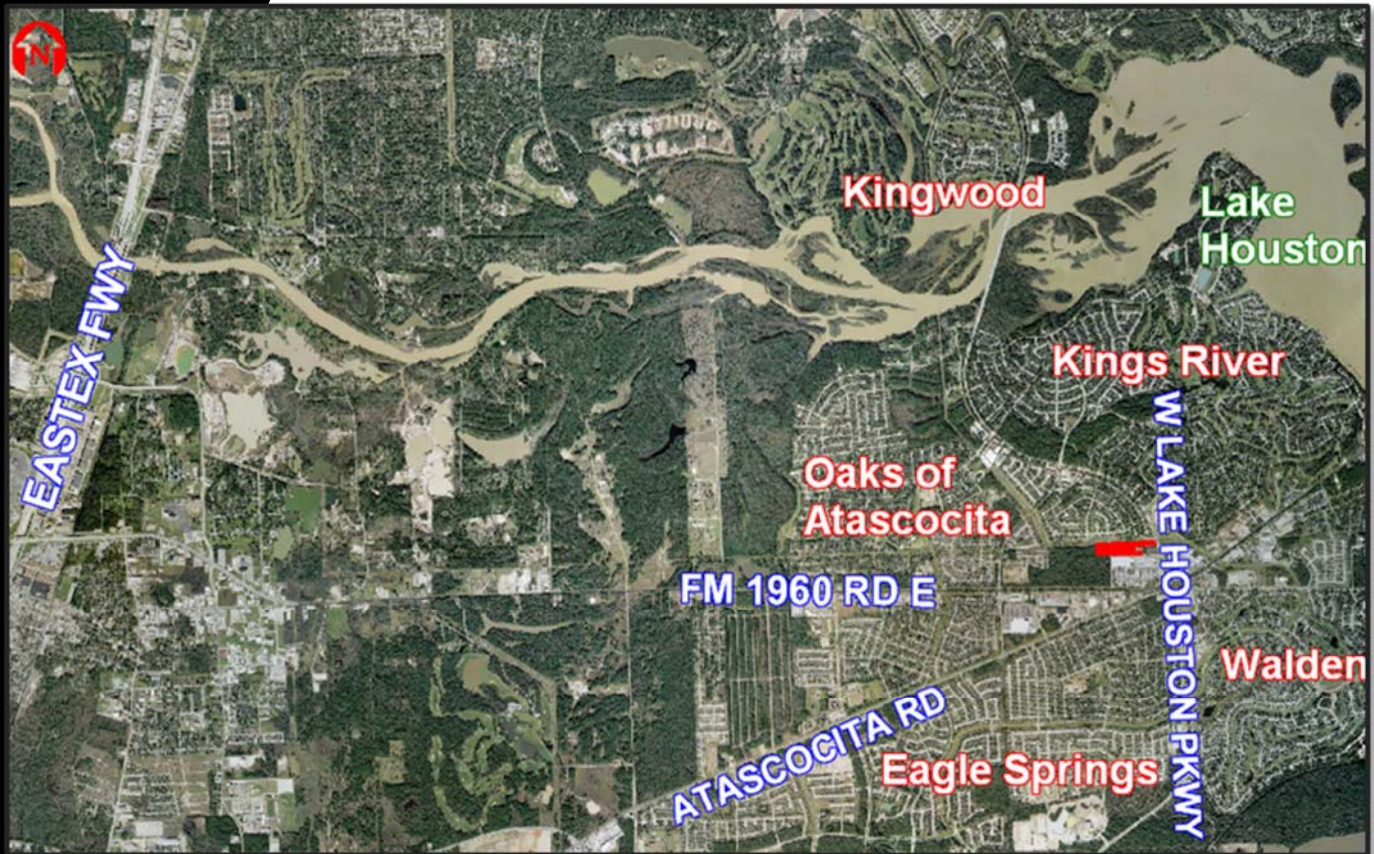 N
Kingwood
Lake
Houston
EASTEX FWY
Kings River
W LAKE HOUSTON PKWY
Oaks of
Atascocita
FM 1960 RD E
Walden
ATASCOCITA RD
Eagle Springs